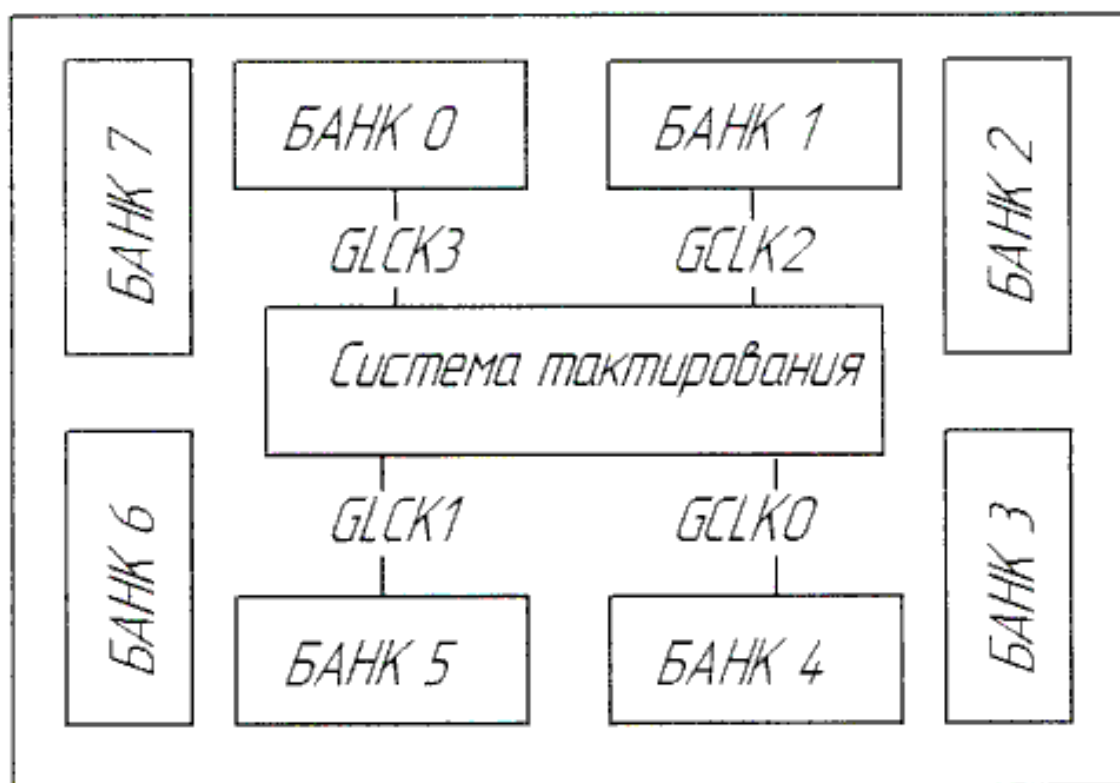 БАНК 7
БАНК 0
БАНК 1
БАНК 2
GLCK3
GCLK2
Система тактирования
БАНК 6
GLCK1
GCLK0
БАНК 3
БАНК 5
БАНК 4